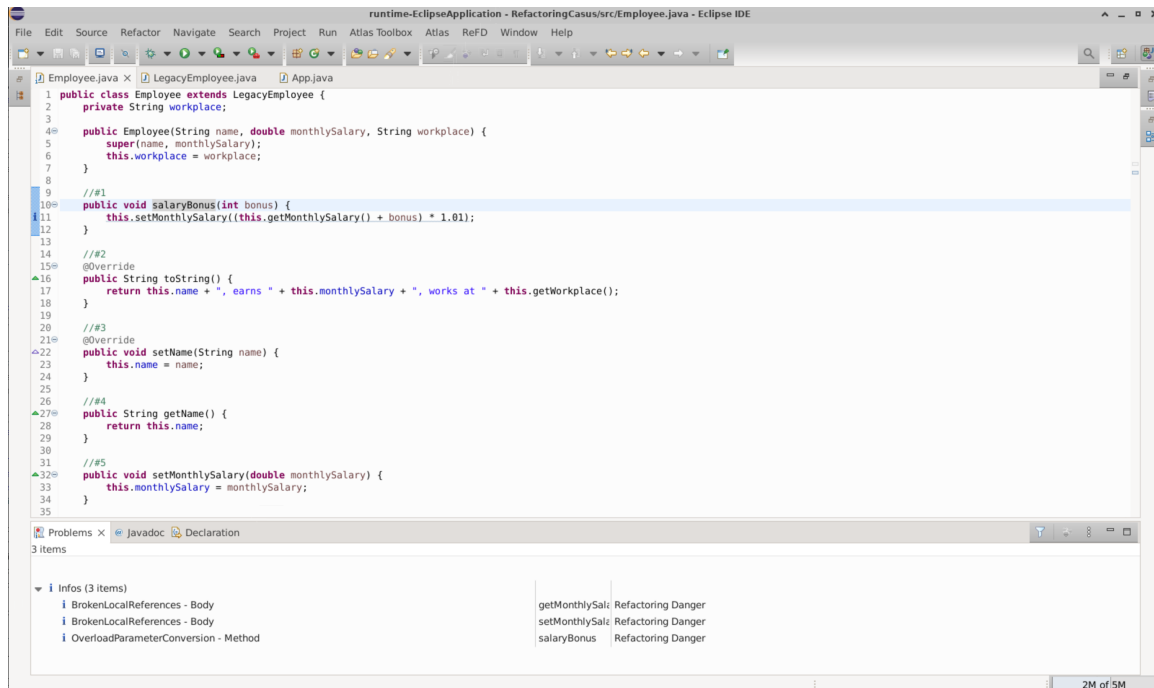 runtime-EclipseApplication - RefactoringCasus/src/Employee.java - Eclipse IDE
File Edit Source Refactor Navigate Search Project Run Atlas Toolbox Atlas ReFD Window Help
Employee.java LegacyEmployee.java App.java
1 public class Employee extends LegacyEmployee {
2     private String workplace;
3
4     public Employee(String name, double monthlySalary, String workplace) {
5         super(name, monthlySalary);
6         this.workplace = workplace;
7     }
8
9     //#1
10     public void salaryBonus(int bonus) {
11         this.setMonthlySalary((this.getMonthlySalary() + bonus) * 1.01);
12     }
13
14     //#2
15     @Override
16     public String toString() {
17         return this.name + ", earns " + this.monthlySalary + ", works at " + this.getWorkplace();
18     }
19
20     //#3
21     @Override
22     public void setName(String name) {
23         this.name = name;
24     }
25
26     //#4
27     public String getName() {
28         return this.name;
29     }
30
31     //#5
32     public void setMonthlySalary(double monthlySalary) {
33         this.monthlySalary = monthlySalary;
34     }
35
Problems Javadoc Declaration
3 items
Infos (3 items)
BrokenLocalReferences - Body getMonthlySala Refactoring Danger
BrokenLocalReferences - Body setMonthlySala Refactoring Danger
OverloadParameterConversion - Method salaryBonus Refactoring Danger
2M of 5M